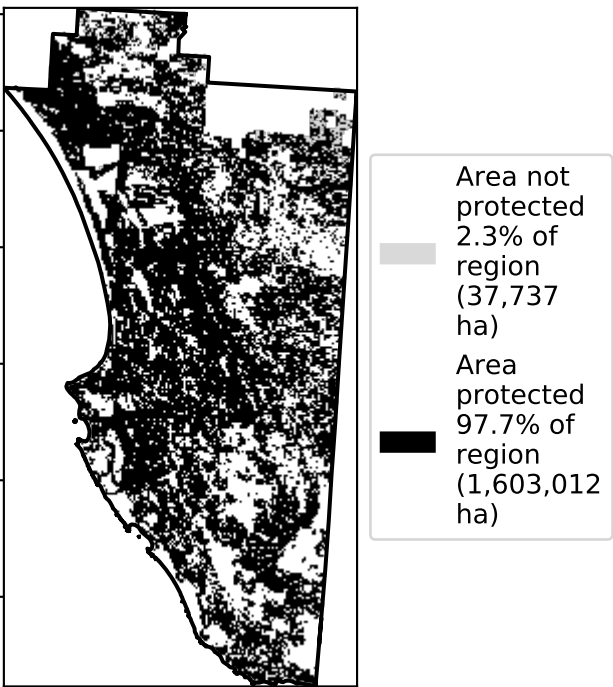 Area not
protected
2.3% of
region
(37,737
ha)
Area
protected
97.7% of
region
(1,603,012
ha)